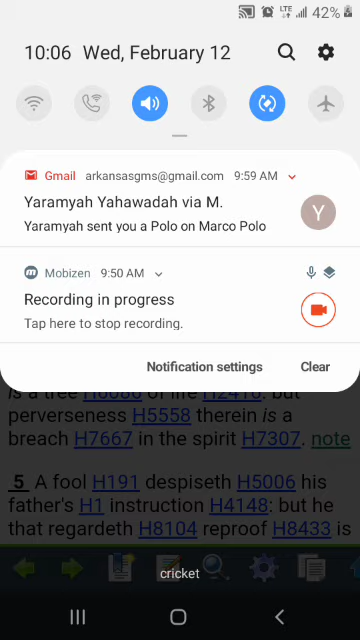 LTE 42%
10:06 Wed, February 12
Gmail arkansasgms@gmail.com 9:59 AM
Yaramyah Yahawadah via M.
Y
Yaramyah sent you a Polo on Marco Polo
m Mobizen 9:50 AM
Recording in progress
Tap here to stop recording.
Notification settings Clear
is a tree H6086 of life H2416: but
perverseness H5558 therein is a
breach H7667 in the spirit H7307. note
5 A fool H191 despiseth H5006 his
father's H1 instruction H4148: but he
that regardeth H8104 reproof H8433 is
cricket